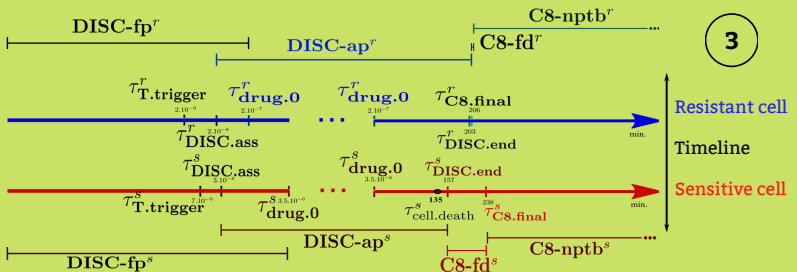 C8-nptb^r
DISC-fp^r
3
DISC-ap^r
C8-fd^r
τ^r_T.trigger τ^r_drug.0 τ^r_drug.0 τ^r_C8.final
2.10⁻⁹ 2.10⁻⁷ 2.10⁻⁷ 206
Resistant cell
...
2.10⁻⁸ 203 min.
τ^r_DISC.ass τ^r_DISC.end
Timeline
τ^s_DISC.ass τ^s_drug.0 τ^s_DISC.end
3.10⁻⁸ 3.5.10⁻⁶ 157
Sensitive cell
...
7.10⁻⁹ 3.5.10⁻⁶ 135 238 min.
τ^s_T.trigger τ^s_drug.0 τ^s_cell.death τ^s_C8.final
DISC-ap^s C8-nptb^s
DISC-fp^s C8-fd^s